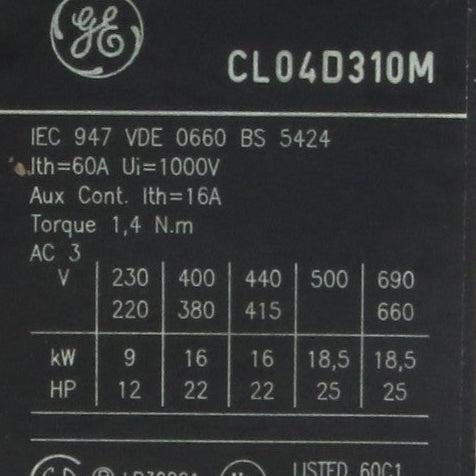 GE
CL04D310M
IEC 947 VDE 0660 BS 5424
Ith=60A Ui=1000V
Aux Cont. Ith=16A
Torque 1,4 N.m
AC 3
V 230 400 440 500 690
220 380 415 660
kW 9 16 16 18,5 18,5
HP 12 22 22 25 25
LISTED 60C1